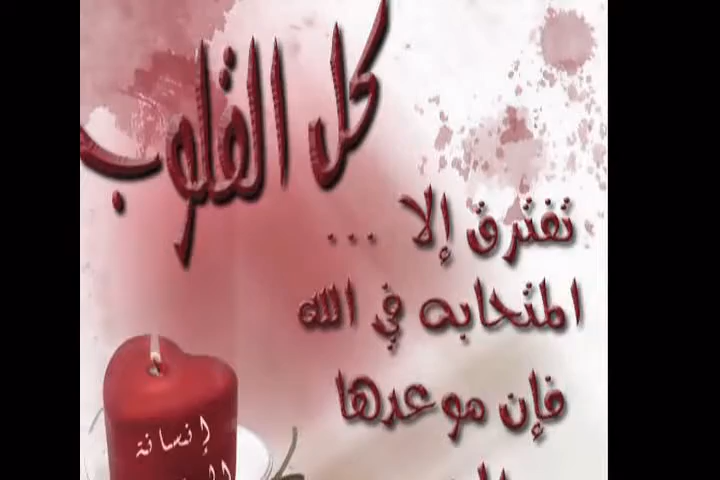 كل القلوب
تفترق إلا ...
المتحابه في الله
فإن موعدها
إنسانة